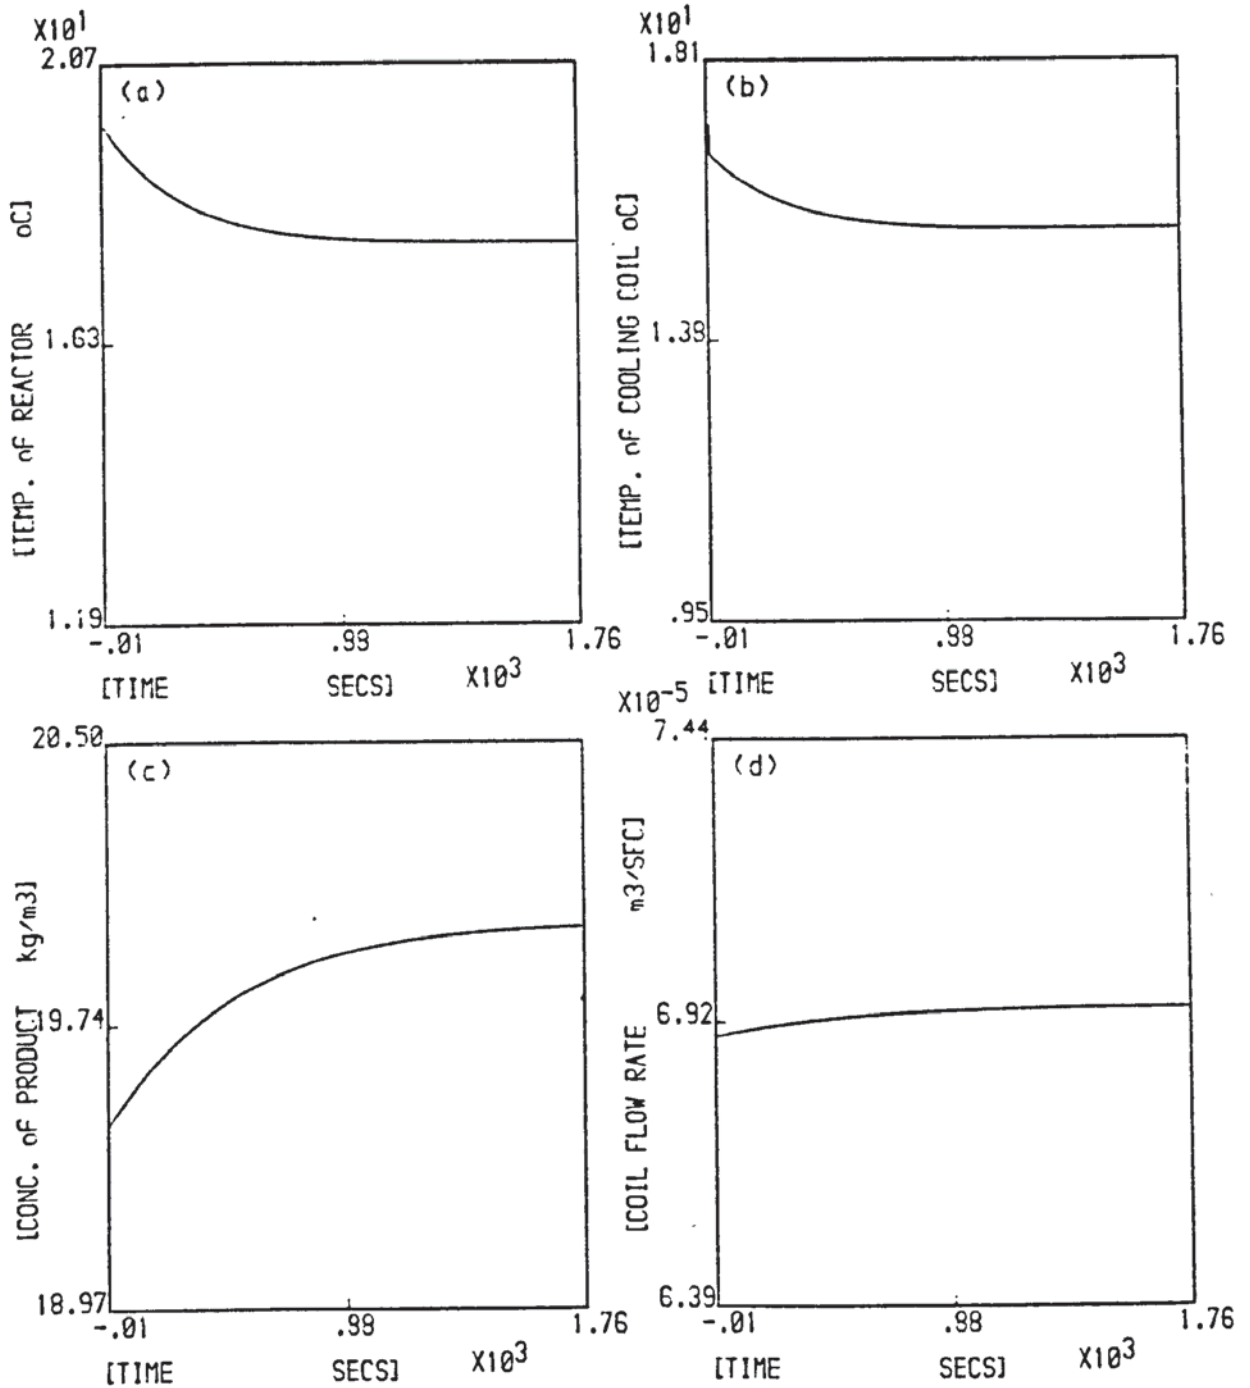 X10¹
2.07
(a)
[TEMP. of REACTOR oC]
1.63
1.19
-.01
.98
1.76
[TIME SECS]
X10³
X10¹
1.81
(b)
[TEMP. of COOLING COIL oC]
1.38
.95
-.01
.98
1.76
[TIME SECS]
X10³
20.50
(c)
[CONC. of PRODUCT kg/m3]
19.74
18.97
-.01
.98
1.76
[TIME SECS]
X10³
X10⁻⁵
7.44
(d)
[COIL FLOW RATE m3/SEC]
6.92
6.39
-.01
.98
1.76
[TIME SECS]
X10³